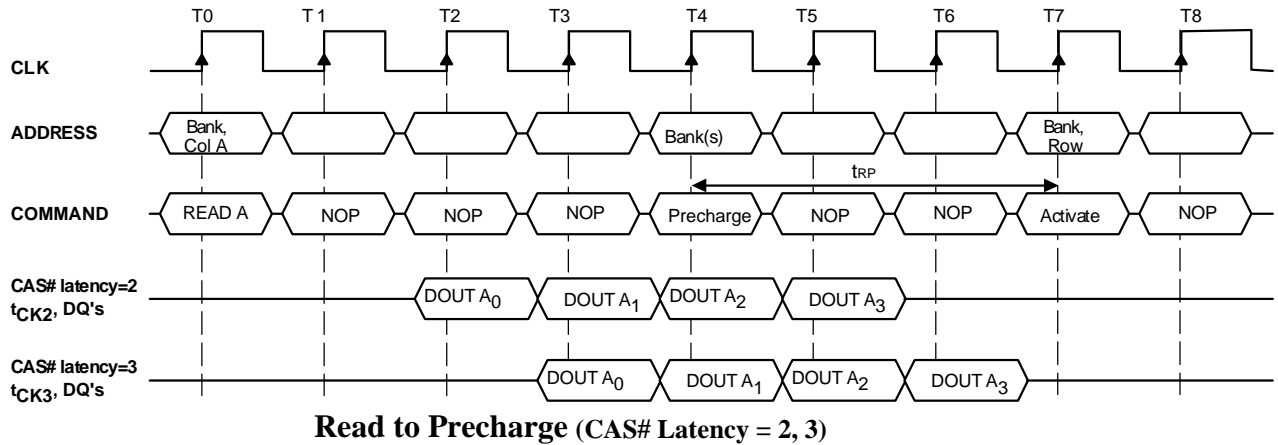 T0 T1 T2 T3 T4 T5 T6 T7 T8
CLK
ADDRESS
Bank,
Col A
Bank(s)
Bank,
Row
tRP
COMMAND
READ A NOP NOP NOP Precharge NOP NOP Activate NOP
CAS# latency=2
tCK2, DQ's
DOUT A0 DOUT A1 DOUT A2 DOUT A3
CAS# latency=3
tCK3, DQ's
DOUT A0 DOUT A1 DOUT A2 DOUT A3
Read to Precharge (CAS# Latency = 2, 3)